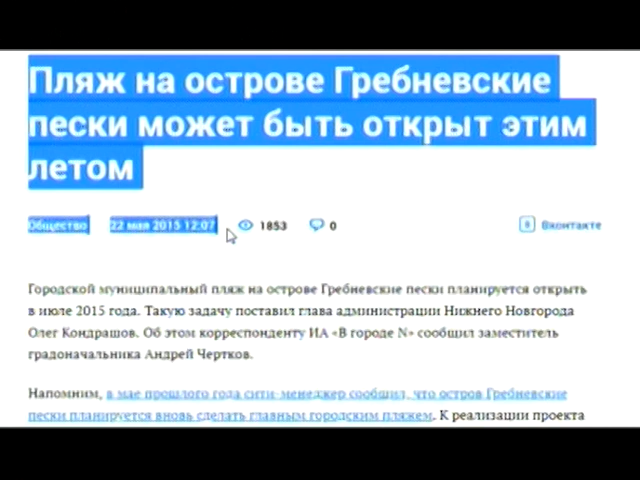 Пляж на острове Гребневские
пески может быть открыт этим
летом
Общество 22 мая 2015 12:07 1853 0 В Вконтакте
Городской муниципальный пляж на острове Гребневские пески планируется открыть
в июле 2015 года. Такую задачу поставил глава администрации Нижнего Новгорода
Олег Кондрашов. Об этом корреспонденту ИА «В городе N» сообщил заместитель
градоначальника Андрей Чертков.
Напомним, в мае прошлого года сити-менеджер сообщил, что остров Гребневские
пески планируется вновь сделать главным городским пляжем. К реализации проекта